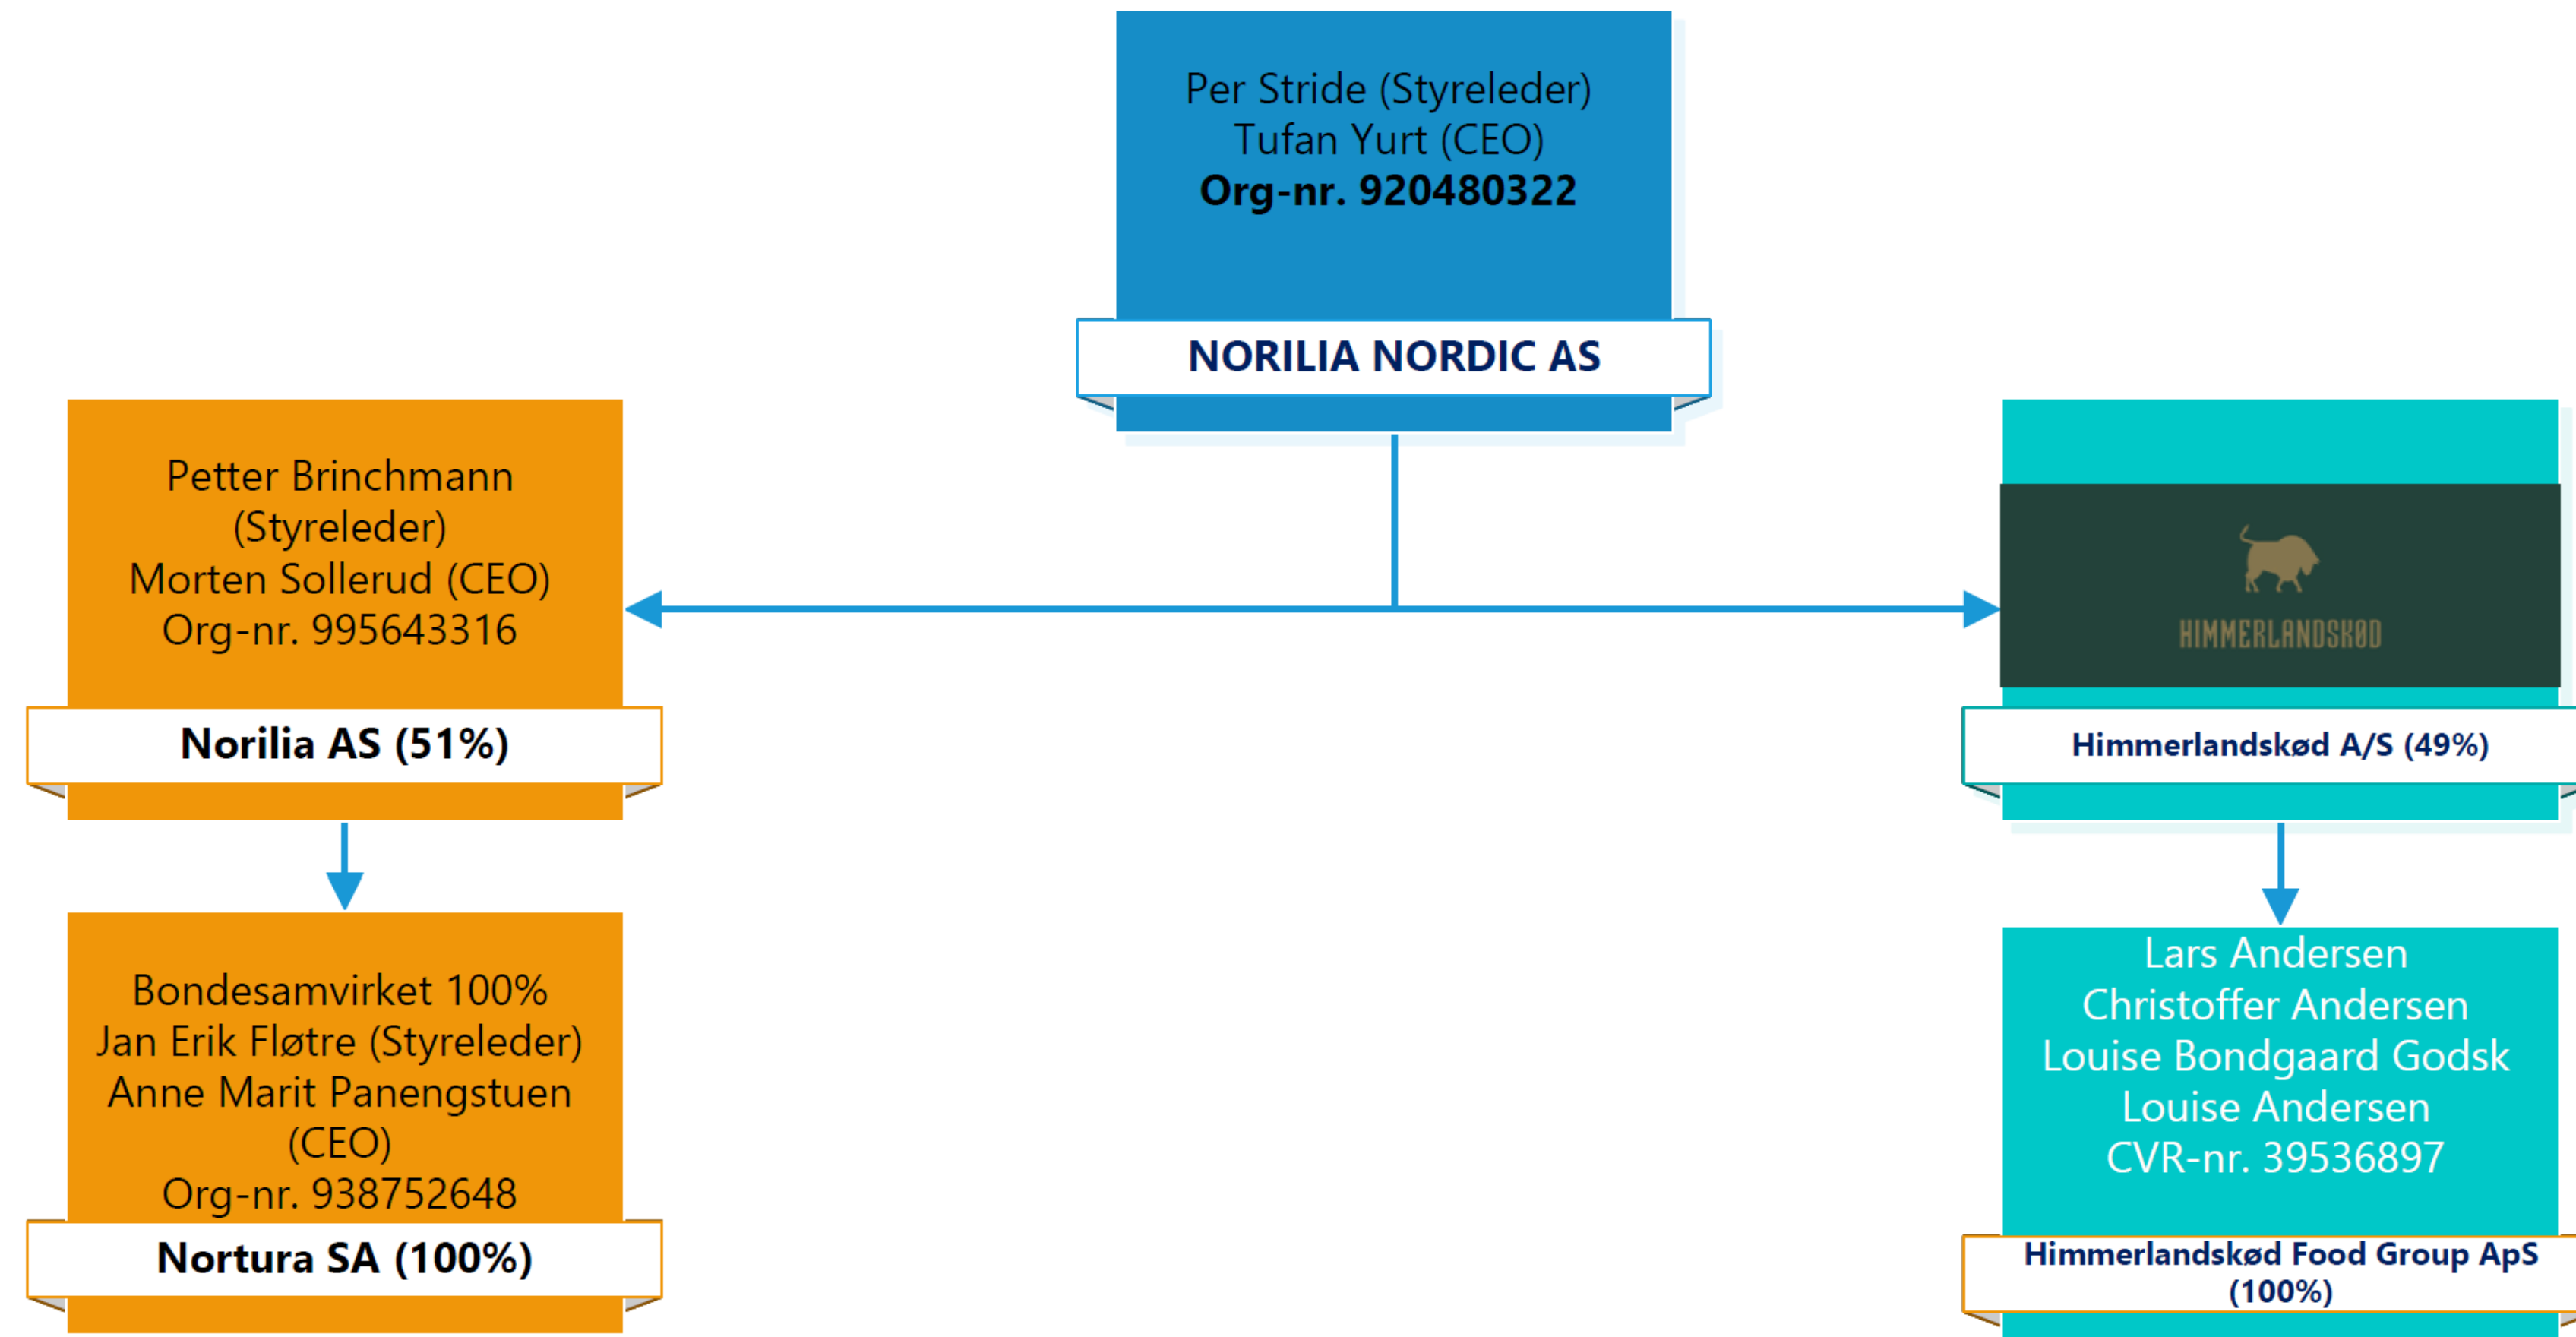 Per Stride (Styreleder)
Tufan Yurt (CEO)
Org-nr. 920480322
NORILIA NORDIC AS
Petter Brinchmann
(Styreleder)
Morten Sollerud (CEO)
Org-nr. 995643316
Norilia AS (51%)
HIMMERLANDSKØD
Himmerlandskød A/S (49%)
Bondesamvirket 100%
Jan Erik Fløtre (Styreleder)
Anne Marit Panengstuen
(CEO)
Org-nr. 938752648
Nortura SA (100%)
Lars Andersen
Christoffer Andersen
Louise Bondgaard Godsk
Louise Andersen
CVR-nr. 39536897
Himmerlandskød Food Group ApS
(100%)